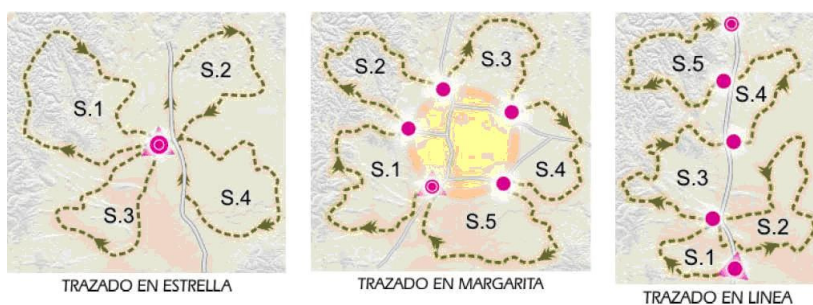 S.1
S.2
S.3
S.4
TRAZADO EN ESTRELLA
S.2
S.3
S.1
S.4
S.5
TRAZADO EN MARGARITA
S.5
S.4
S.3
S.2
S.1
TRAZADO EN LINEA